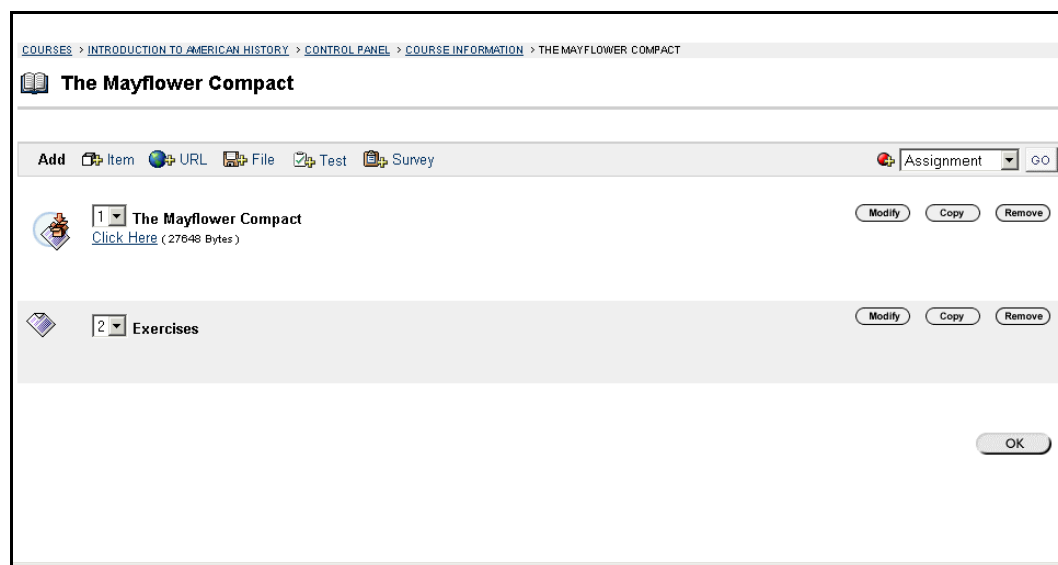 COURSES > INTRODUCTION TO AMERICAN HISTORY > CONTROL PANEL > COURSE INFORMATION > THE MAYFLOWER COMPACT
The Mayflower Compact
Add Item URL File Test Survey Assignment GO
1 The Mayflower Compact Modify Copy Remove
Click Here (27648 Bytes)
2 Exercises Modify Copy Remove
OK